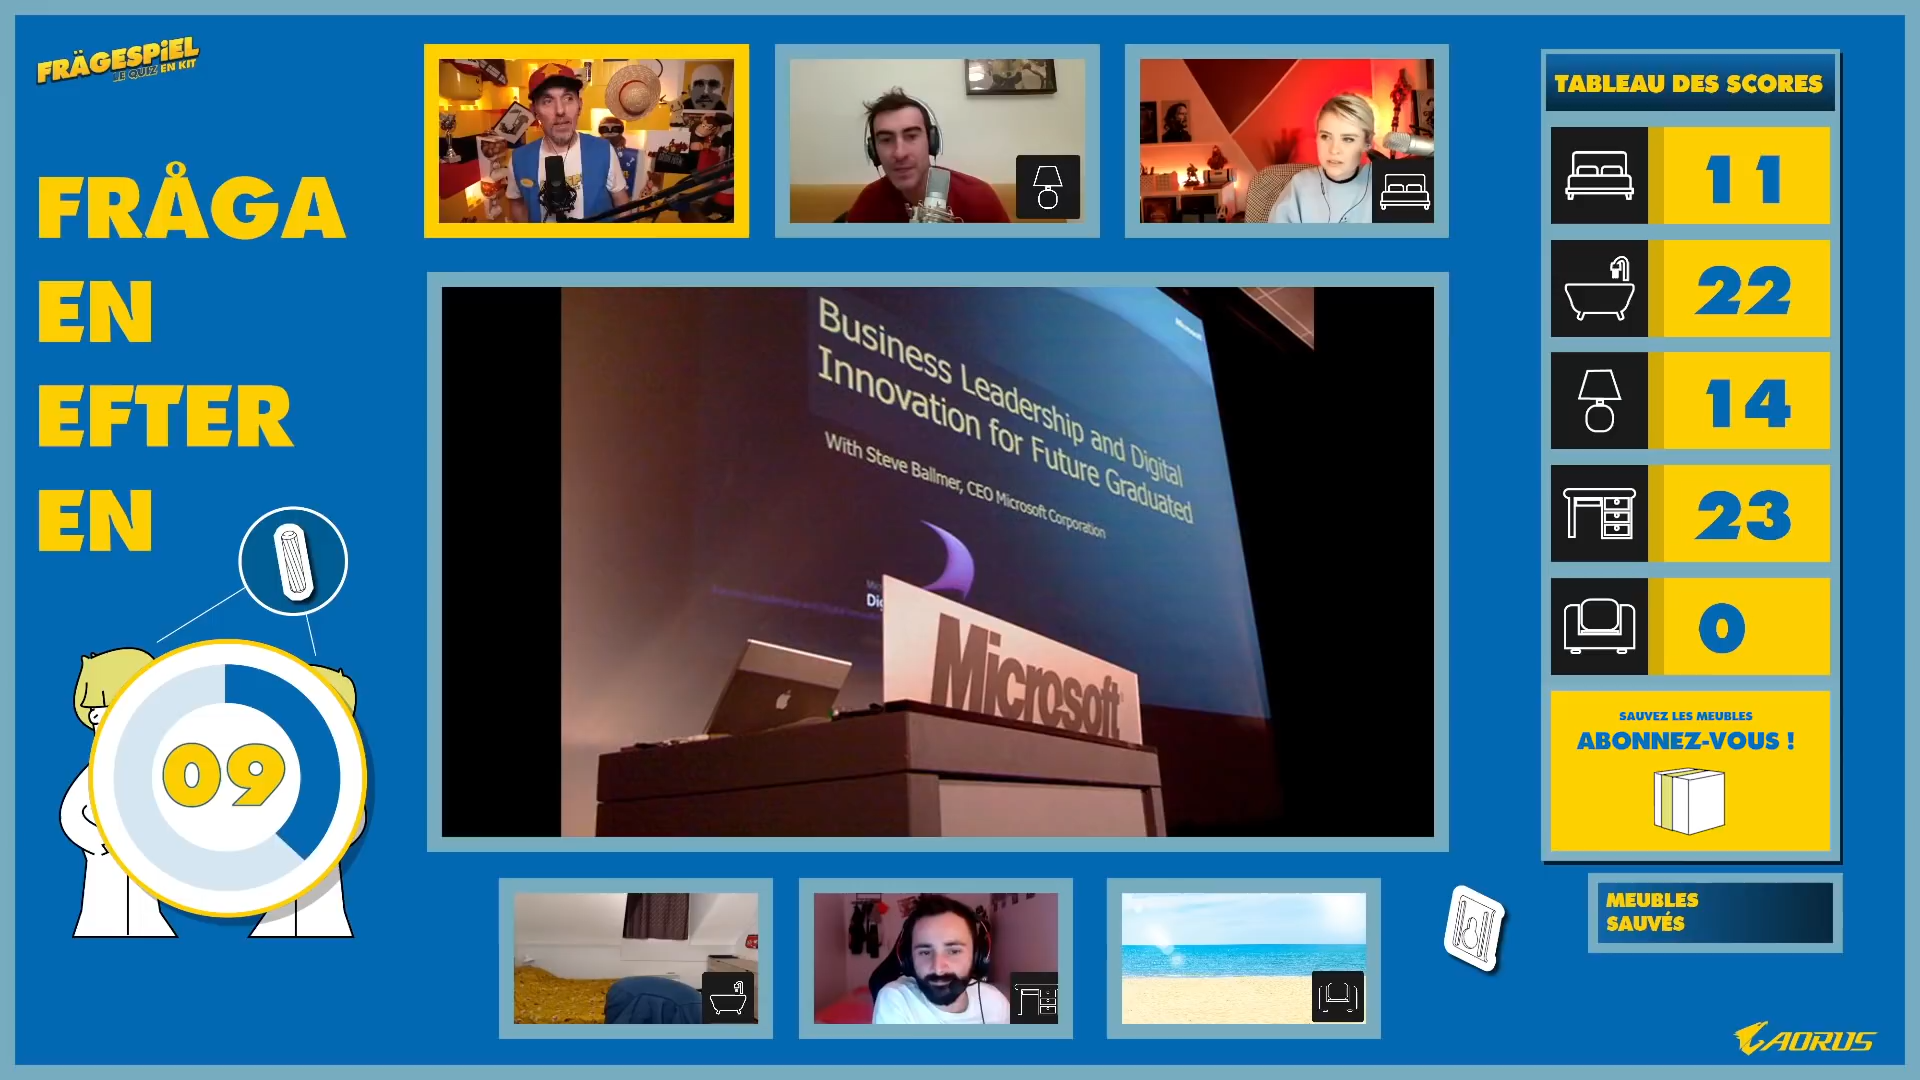 FRÄGESPiEL
LE QUIZ EN KIT
FRÅGA
EN
EFTER
EN
09
Business Leadership and Digital
Innovation for Future Graduated
With Steve Ballmer, CEO Microsoft Corporation
Microsoft
TABLEAU DES SCORES
11
22
14
23
0
SAUVEZ LES MEUBLES
ABONNEZ-VOUS !
MEUBLES
SAUVÉS
AORUS